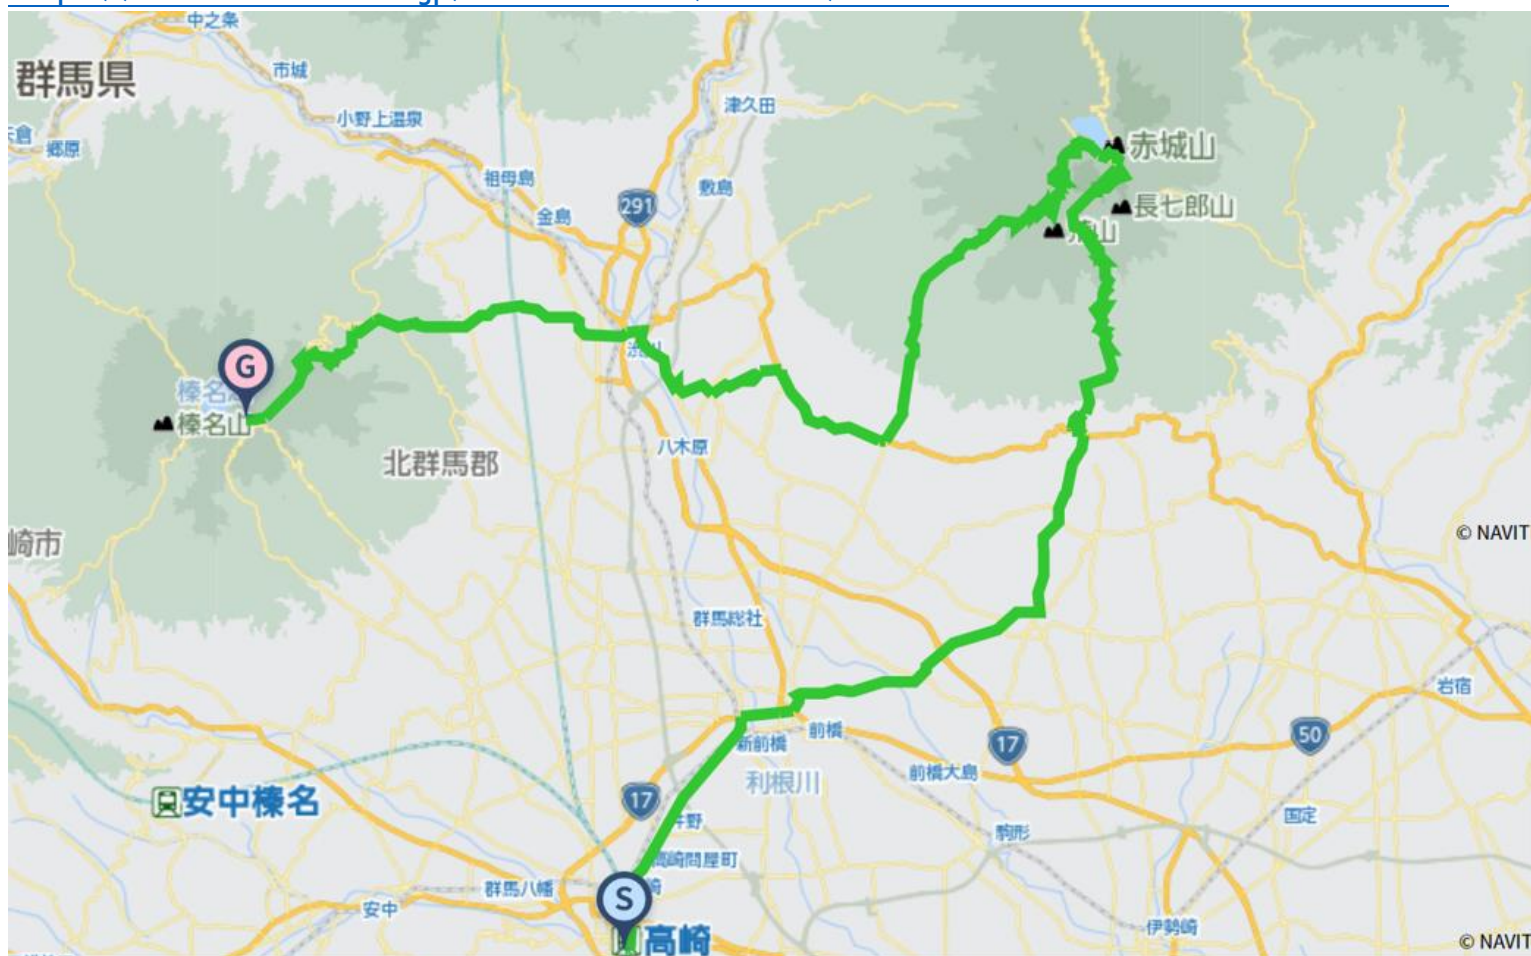 中之条
群馬県
市城
津久田
小野上温泉
郷原
赤城山
祖母島
敷島
291
金島
長七郎山
G
榛名山
八木原
北群馬郡
崎市
© NAVIT
群馬総社
岩宿
前橋
新前橋
17
50
前橋大島
利根川
安中榛名
17
国定
井野
駒形
高崎問屋町
群馬八幡
S
安中
伊勢崎
高崎
© NAVIT